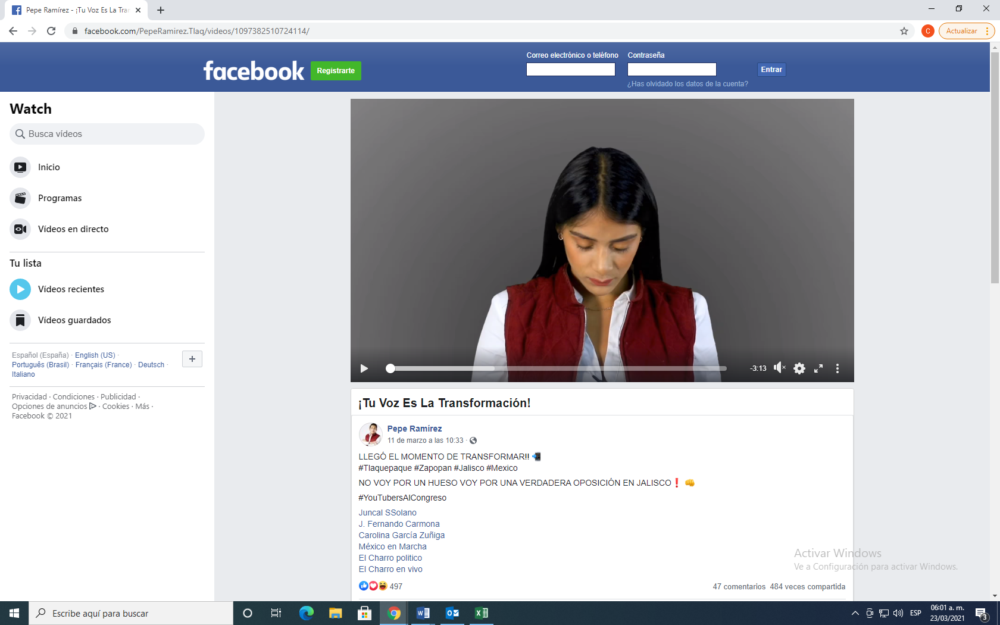 Pepe Ramírez - ¡Tu Voz Es La Tran
facebook.com/PepeRamirez.Tlaq/videos/1097382510724114/
C
Actualizar
facebook
Registrarte
Correo electrónico o teléfono
Contraseña
Entrar
¿Has olvidado los datos de la cuenta?
Watch
Busca vídeos
Inicio
Programas
Vídeos en directo
Tu lista
Vídeos recientes
Vídeos guardados
Español (España) · English (US) ·
Português (Brasil) · Français (France) · Deutsch ·
Italiano
Privacidad · Condiciones · Publicidad ·
Opciones de anuncios · Cookies · Más ·
Facebook © 2021
-3:13
¡Tu Voz Es La Transformación!
Pepe Ramírez
11 de marzo a las 10:33 ·
LLEGÓ EL MOMENTO DE TRANSFORMAR!! 📲
#Tlaquepaque #Zapopan #Jalisco #Mexico
NO VOY POR UN HUESO VOY POR UNA VERDADERA OPOSICIÓN EN JALISCO❗ 👊
#YouTubersAlCongreso
Juncal SSolano
J. Fernando Carmona
Carolina García Zuñiga
México en Marcha
El Charro politico
El Charro en vivo
497
47 comentarios 484 veces compartida
Activar Windows
Ve a Configuración para activar Windows.
Escribe aquí para buscar
ESP
06:01 a. m.
23/03/2021
3